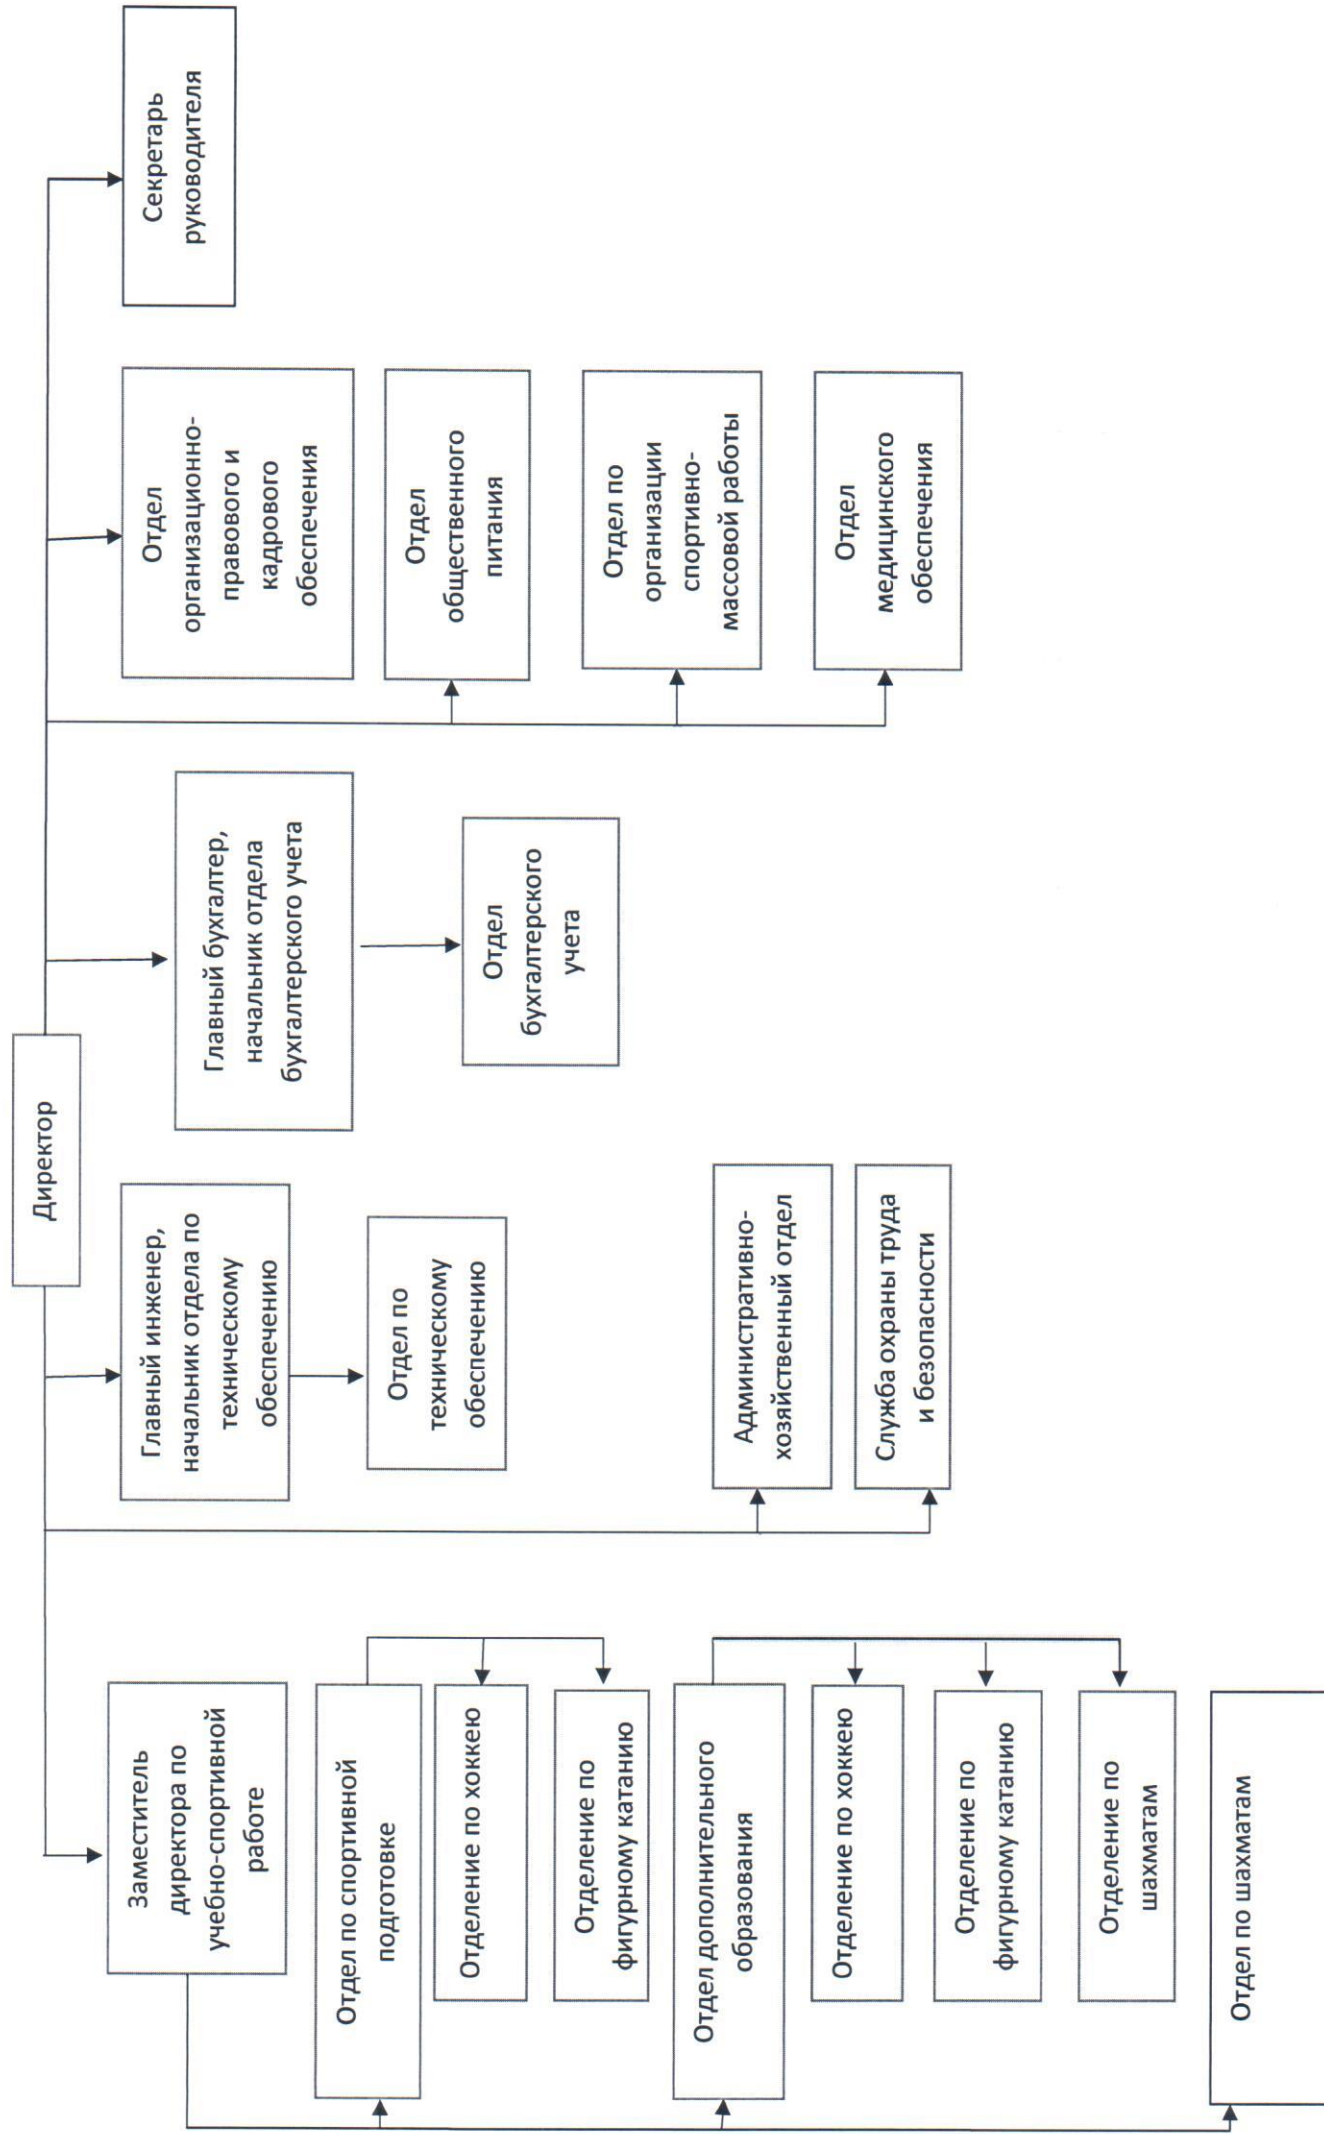 Директор
Заместитель
директора по
учебно-спортивной
работе
Отдел по спортивной
подготовке
Отделение по хоккею
Отделение по
фигурному катанию
Отдел дополнительного
образования
Отделение по хоккею
Отделение по
фигурному катанию
Отделение по
шахматам
Отдел по шахматам
Главный инженер,
начальник отдела по
техническому
обеспечению
Отдел по
техническому
обеспечению
Административно-
хозяйственный отдел
Служба охраны труда
и безопасности
Главный бухгалтер,
начальник отдела
бухгалтерского учета
Отдел
бухгалтерского
учета
Отдел
организационно-
правового и
кадрового
обеспечения
Отдел
общественного
питания
Отдел по
организации
спортивно-
массовой работы
Отдел
медицинского
обеспечения
Секретарь
руководителя